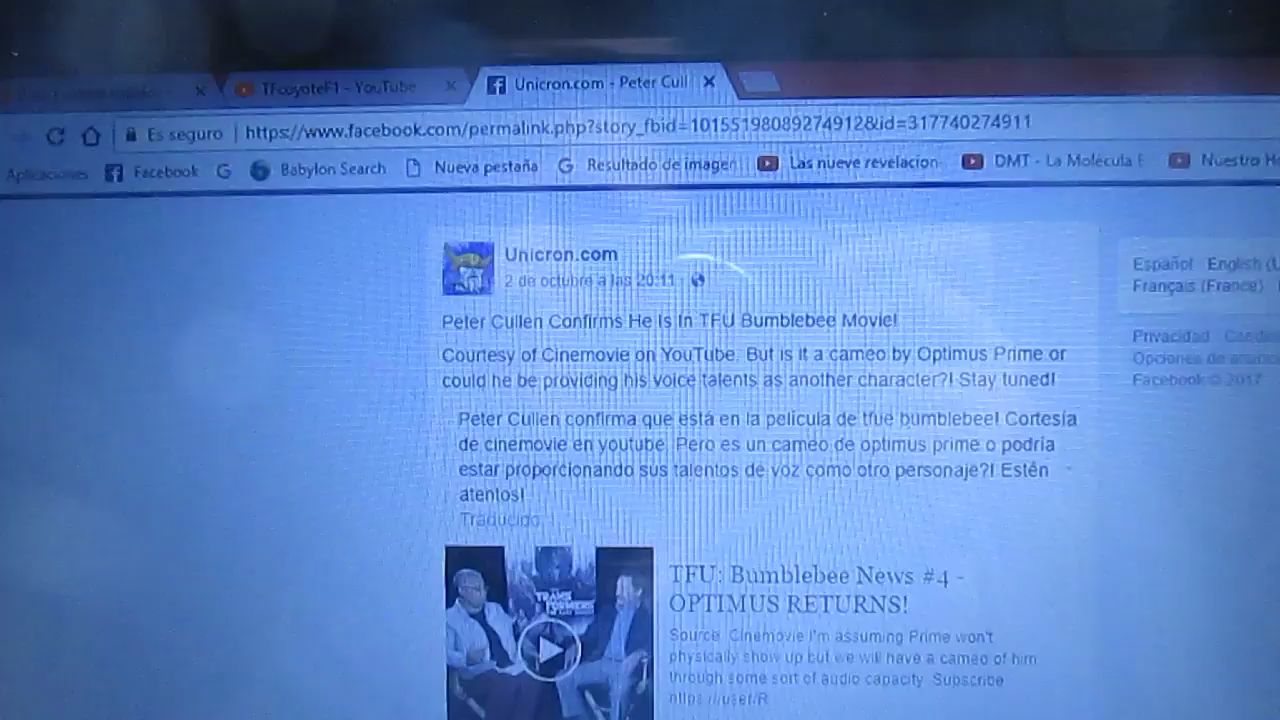 TFcoyoteF1 - YouTube
Unicron.com - Peter Cull
Es seguro | https://www.facebook.com/permalink.php?story_fbid=10155198089274912&id=317740274911
Aplicaciones Facebook Babylon Search Nueva pestaña Resultado de imagen Las nueve revelacion DMT - La Molécula E Nuestro H
Unicron.com
2 de octubre a las 20:11
Español English (U
Français (France)
Peter Cullen Confirms He Is In TFU Bumblebee Movie!
Courtesy of Cinemovie on YouTube. But is it a cameo by Optimus Prime or
could he be providing his voice talents as another character?! Stay tuned!
Privacidad
Opciones de
Facebook © 2017
Peter Cullen confirma que está en la película de tfue bumblebee! Cortesía
de cinemovie en youtube. Pero es un cameo de optimus prime o podría
estar proporcionando sus talentos de voz como otro personaje?! Estén
atentos!
Traducido
TRANSFORMERS
TFU: Bumblebee News #4 -
OPTIMUS RETURNS!
Source: Cinemovie I'm assuming Prime won't
physically show up but we will have a cameo of him
through some sort of audio capacity. Subscribe